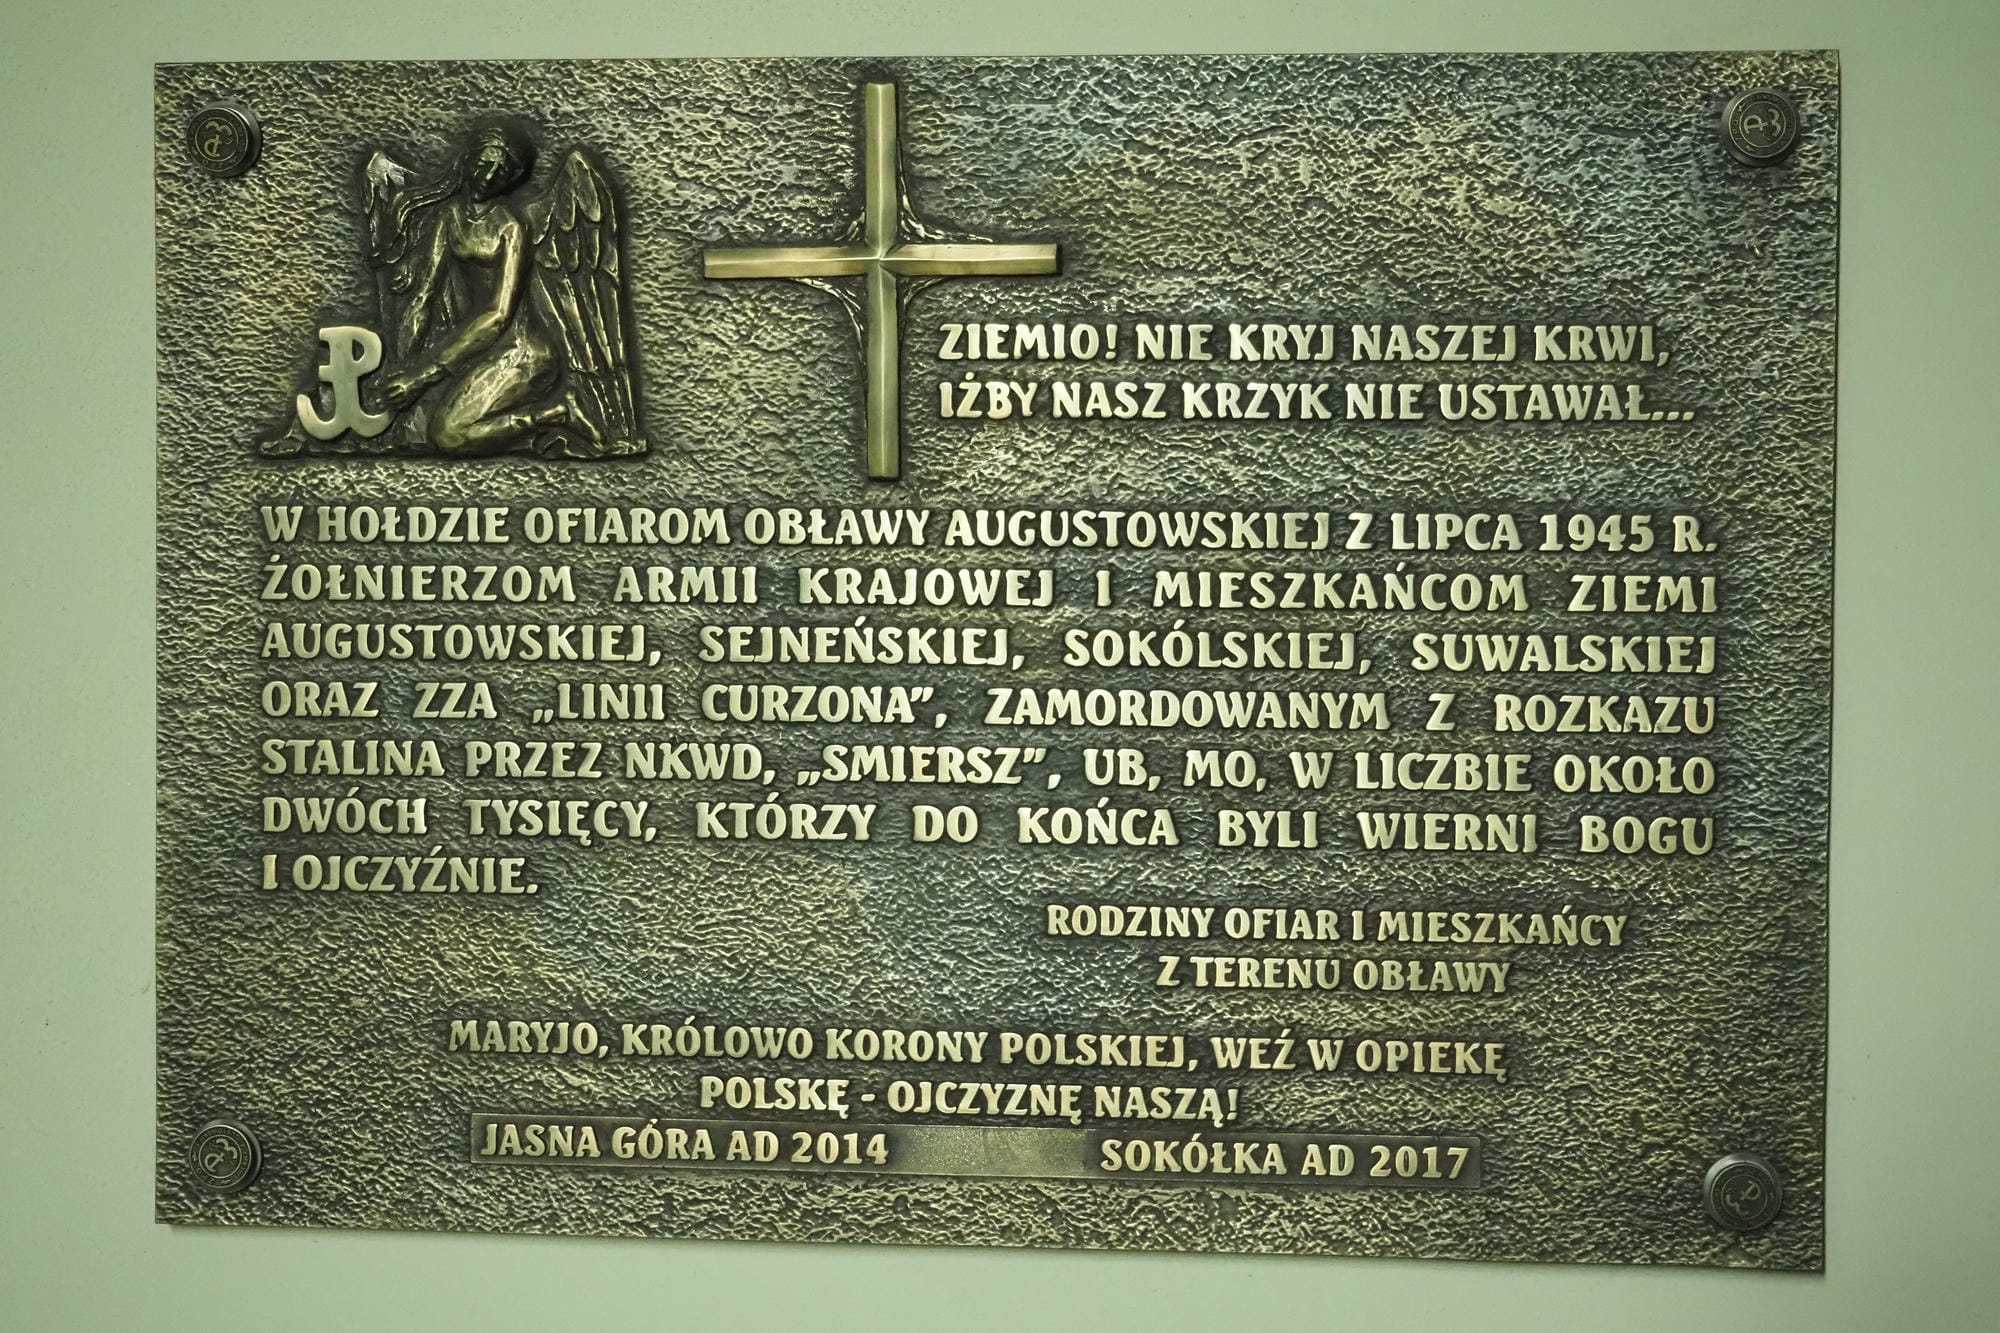 ZIEMIO! NIE KRYJ NASZEJ KRWI,
IŻBY NASZ KRZYK NIE USTAWAŁ...
W HOŁDZIE OFIAROM OBŁAWY AUGUSTOWSKIEJ Z LIPCA 1945 R.
ŻOŁNIERZOM ARMII KRAJOWEJ I MIESZKAŃCOM ZIEMI
AUGUSTOWSKIEJ, SEJNEŃSKIEJ, SOKÓLSKIEJ, SUWALSKIEJ
ORAZ ZZA „LINII CURZONA”, ZAMORDOWANYM Z ROZKAZU
STALINA PRZEZ NKWD, „SMIERSZ”, UB, MO, W LICZBIE OKOŁO
DWÓCH TYSIĘCY, KTÓRZY DO KOŃCA BYLI WIERNI BOGU
I OJCZYŹNIE.
RODZINY OFIAR I MIESZKAŃCY
Z TERENU OBŁAWY
MARYJO, KRÓLOWO KORONY POLSKIEJ, WEŹ W OPIEKĘ
POLSKĘ - OJCZYZNĘ NASZĄ!
JASNA GÓRA AD 2014 SOKÓŁKA AD 2017